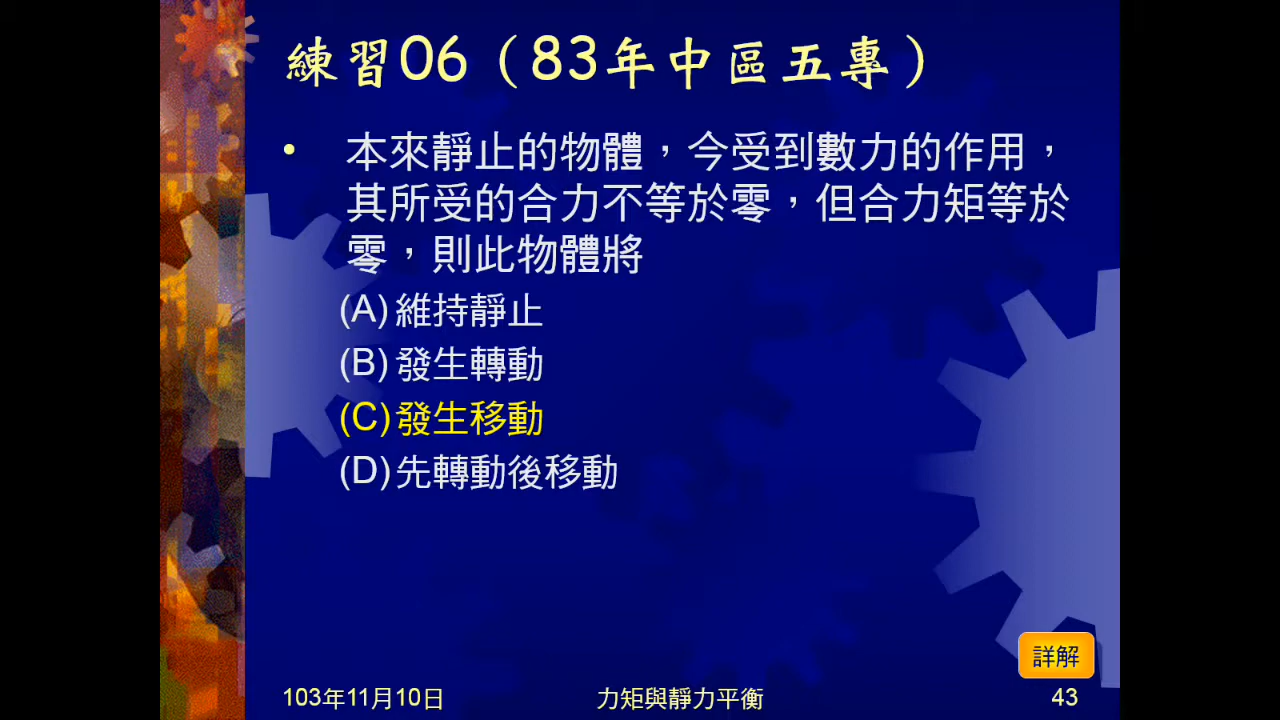 練習06（83年中區五專）
• 本來靜止的物體，今受到數力的作用，
其所受的合力不等於零，但合力矩等於
零，則此物體將
(A)維持靜止
(B)發生轉動
(C)發生移動
(D)先轉動後移動
詳解
103年11月10日 力矩與靜力平衡 43